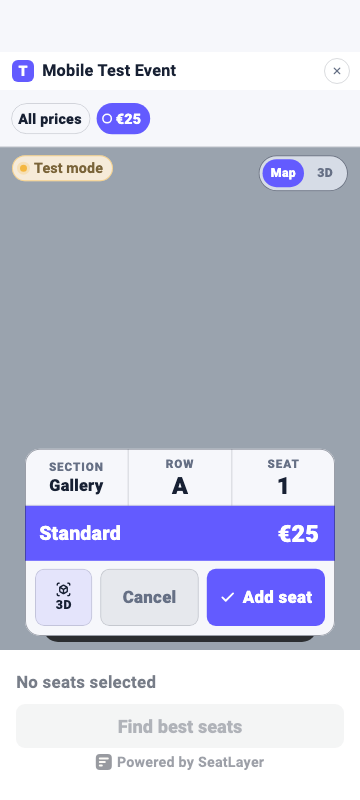 T Mobile Test Event
All prices €25
Test mode
Map 3D
SECTION ROW SEAT
Gallery A 1
Standard €25
3D Cancel Add seat
No seats selected
Find best seats
Powered by SeatLayer